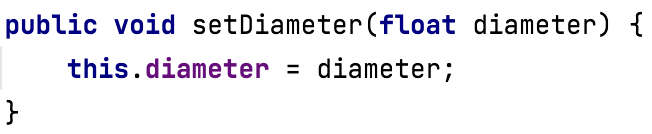 public void setDiameter(float diameter) {
    this.diameter = diameter;
}